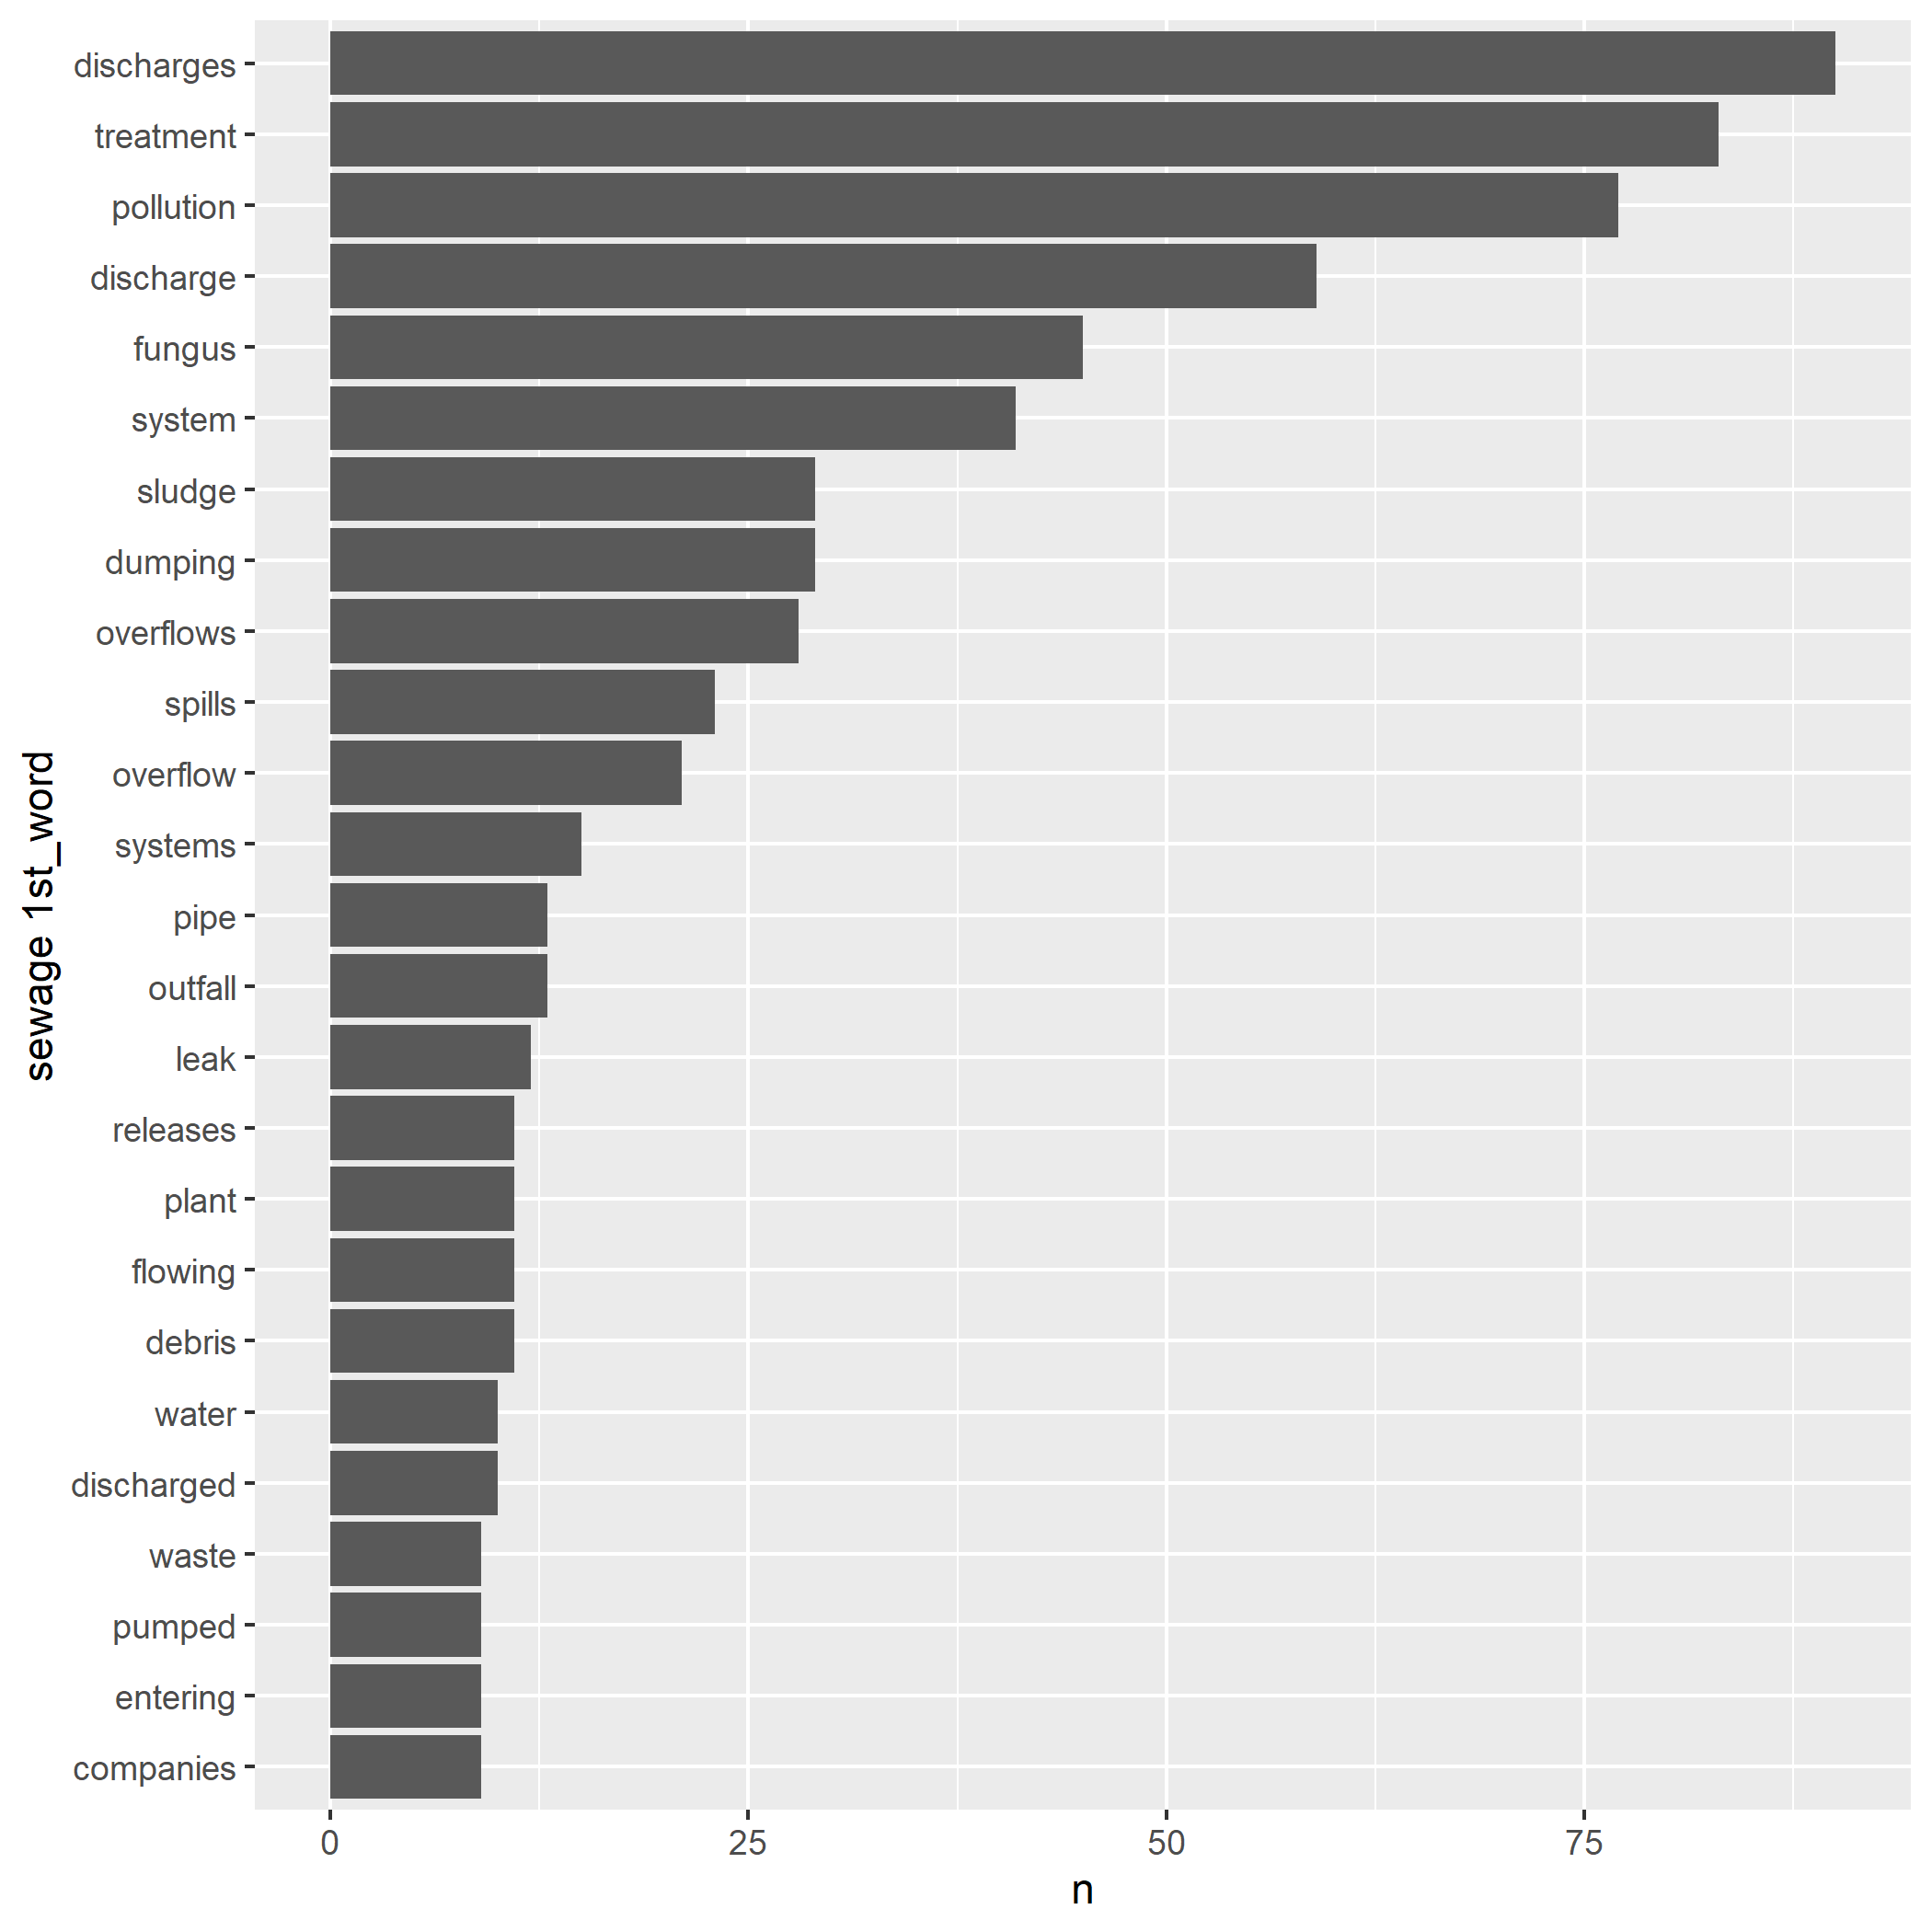 discharges
treatment
pollution
discharge
fungus
system
sludge
dumping
overflows
spills
overflow
systems
pipe
outfall
leak
releases
plant
flowing
debris
water
discharged
waste
pumped
entering
companies
sewage 1st_word
0 25 50 75
n